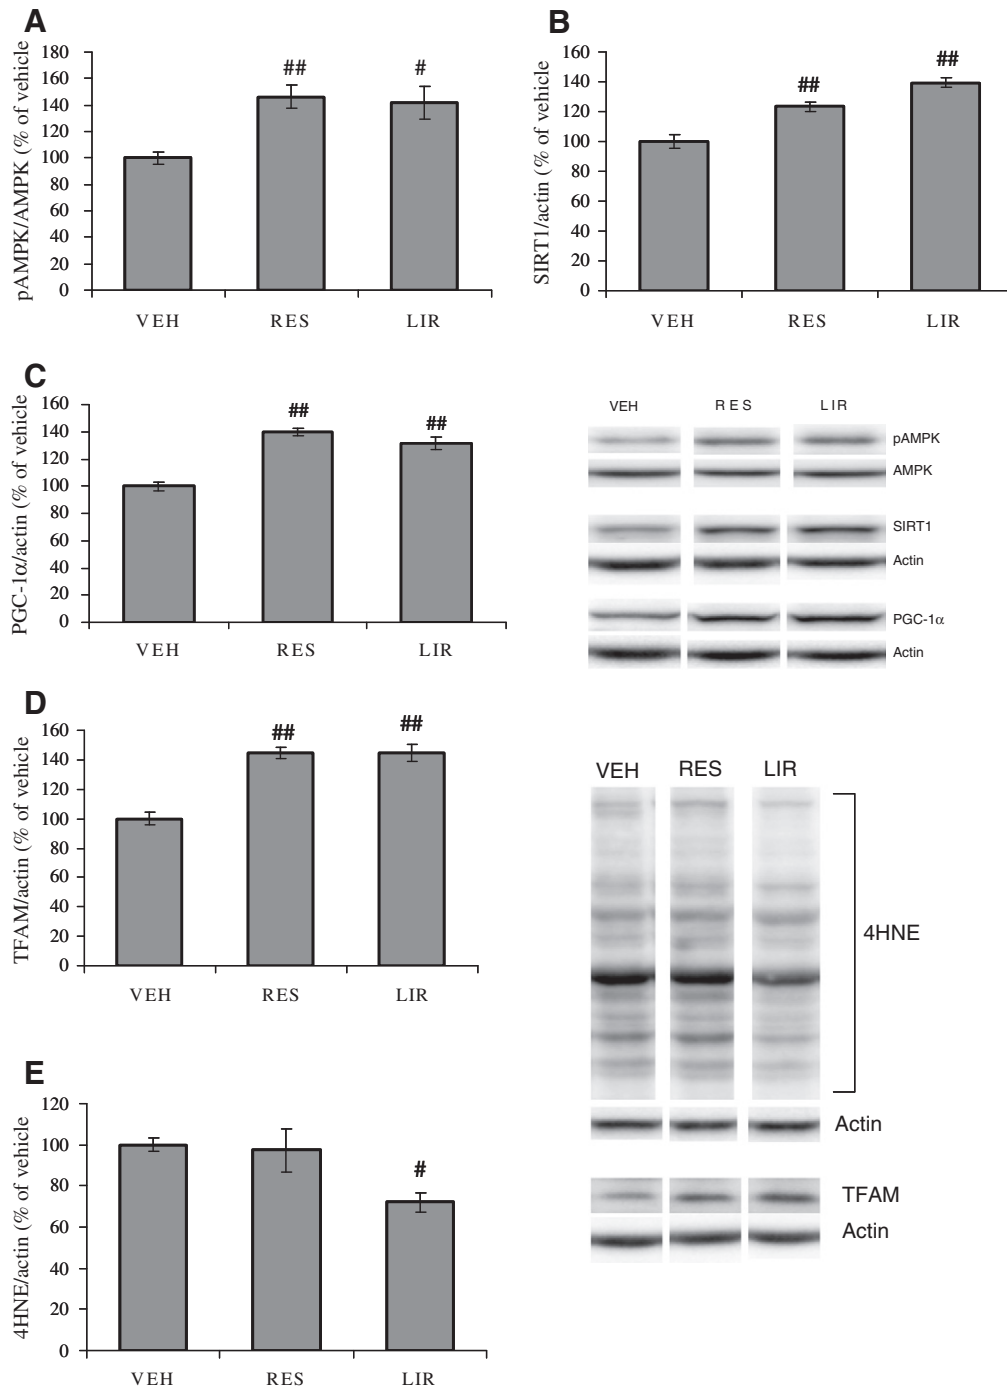 A
pAMPK/AMPK (% of vehicle
180
160
140
120
100
80
60
40
20
0
##
#
VEH RES LIR
B
SIRT1/actin (% of vehicle
160
140
120
100
80
60
40
20
0
##
##
VEH RES LIR
C
PGC-1α/actin (% of vehicle
160
140
120
100
80
60
40
20
0
##
##
VEH RES LIR
VEH RES LIR
pAMPK
AMPK
SIRT1
Actin
PGC-1α
Actin
D
TFAM/actin (% of vehicle
160
140
120
100
80
60
40
20
0
##
##
VEH RES LIR
VEH RES LIR
4HNE
Actin
TFAM
Actin
E
4HNE/actin (% of vehicle
120
100
80
60
40
20
0
#
VEH RES LIR